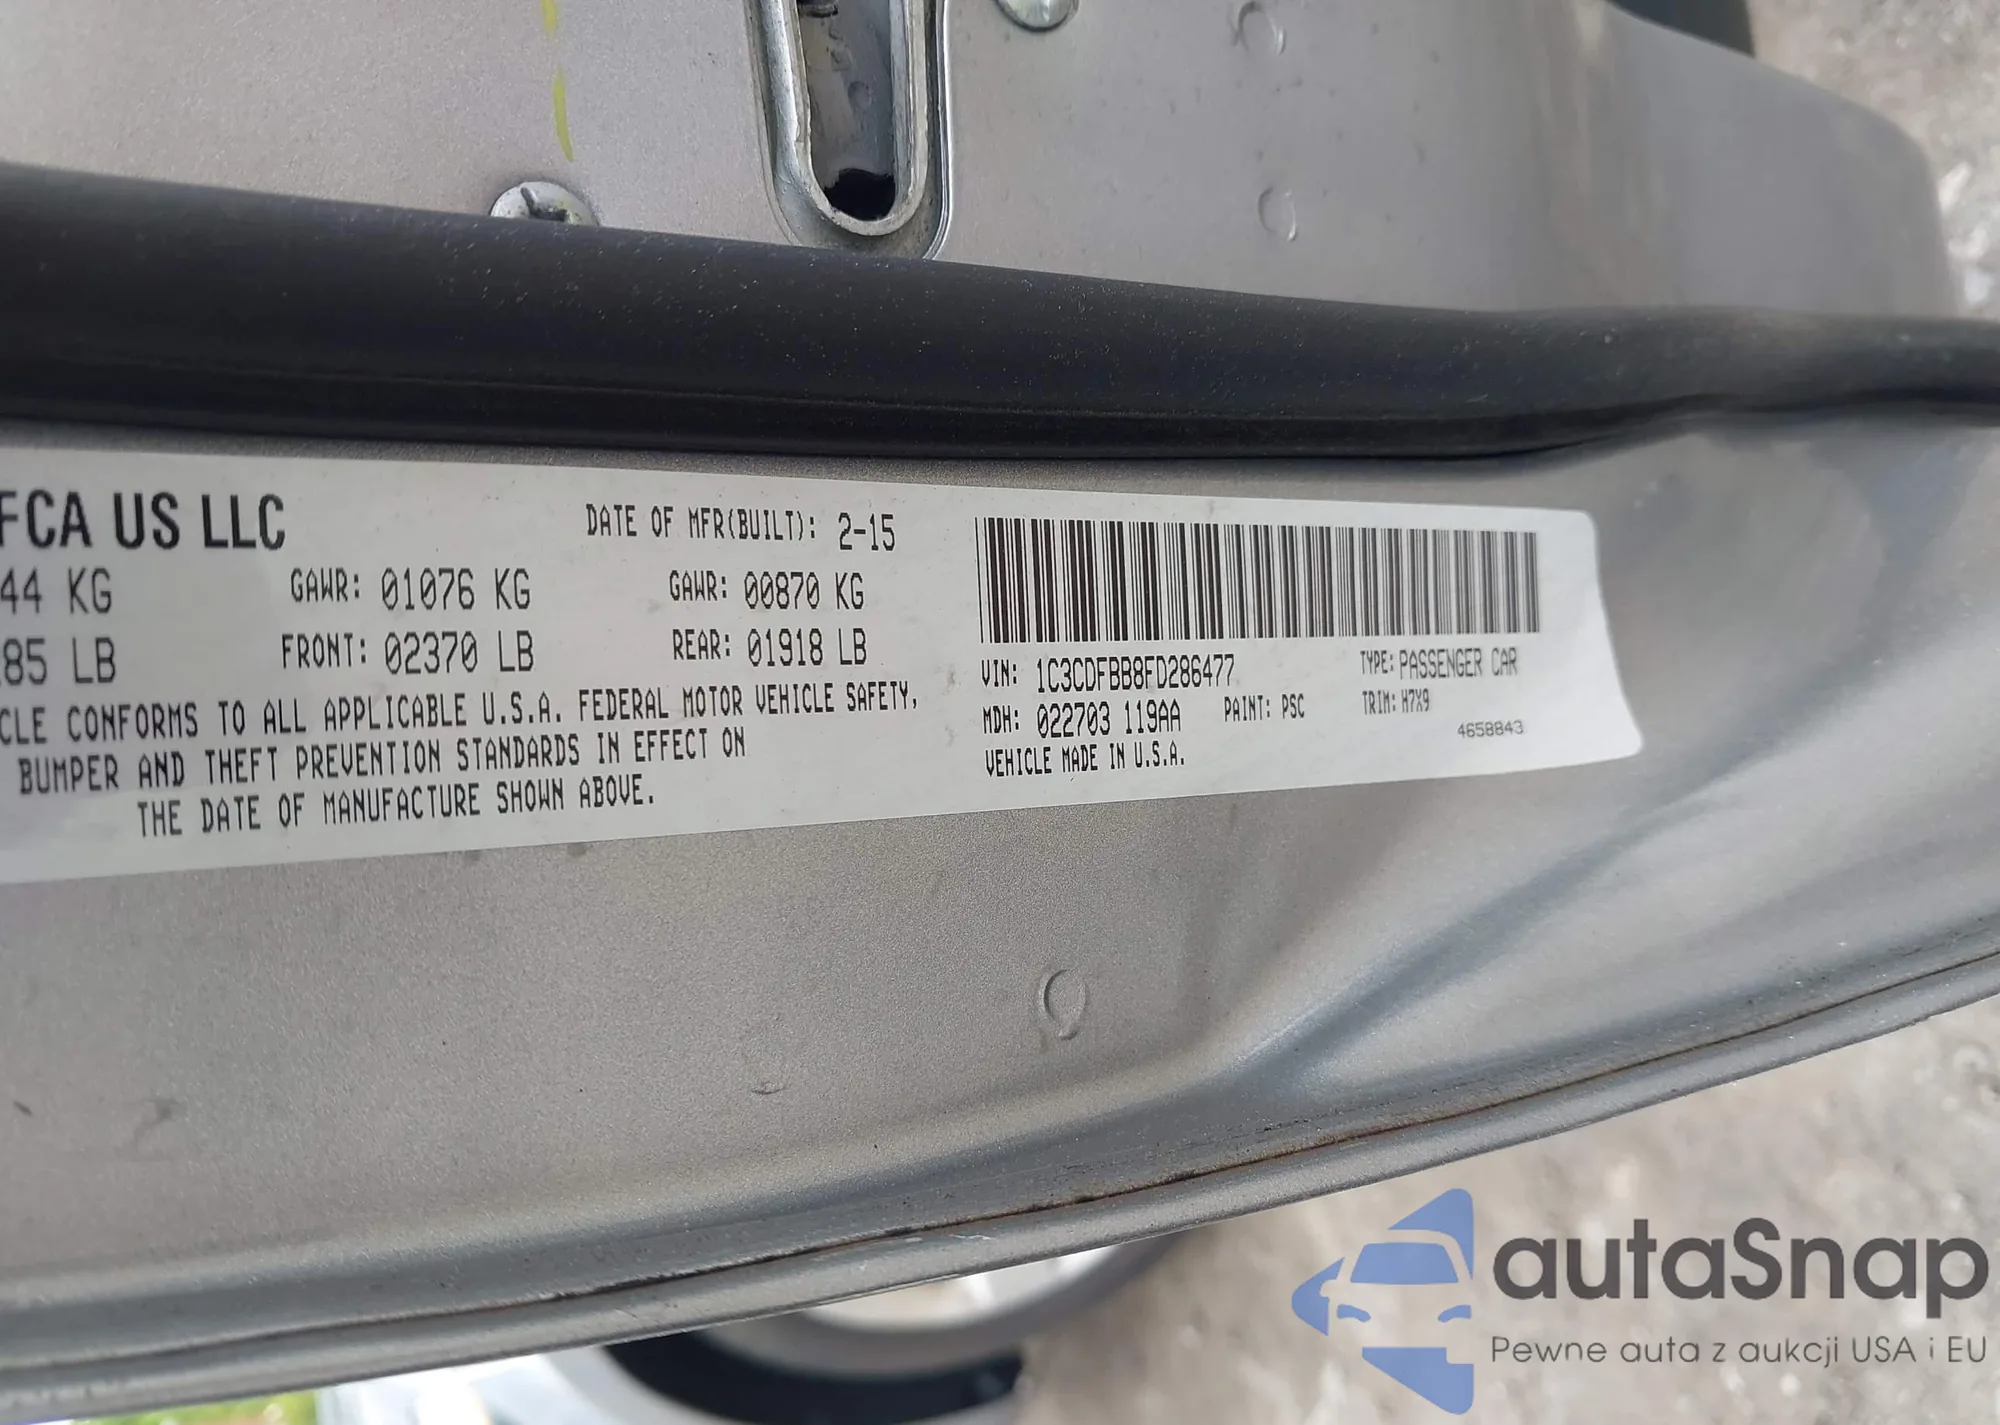 FCA US LLC
DATE OF MFR(BUILT): 2-15
44 KG GAWR: 01076 KG GAWR: 00870 KG
85 LB FRONT: 02370 LB REAR: 01918 LB
CLE CONFORMS TO ALL APPLICABLE U.S.A. FEDERAL MOTOR VEHICLE SAFETY,
BUMPER AND THEFT PREVENTION STANDARDS IN EFFECT ON
THE DATE OF MANUFACTURE SHOWN ABOVE.
VIN: 1C3CDFBB8FD286477 TYPE: PASSENGER CAR
MDH: 022703 119AA PAINT: PSC TRIM: H7X9
VEHICLE MADE IN U.S.A. 4658843
autaSnap
Pewne auta z aukcji USA i EU